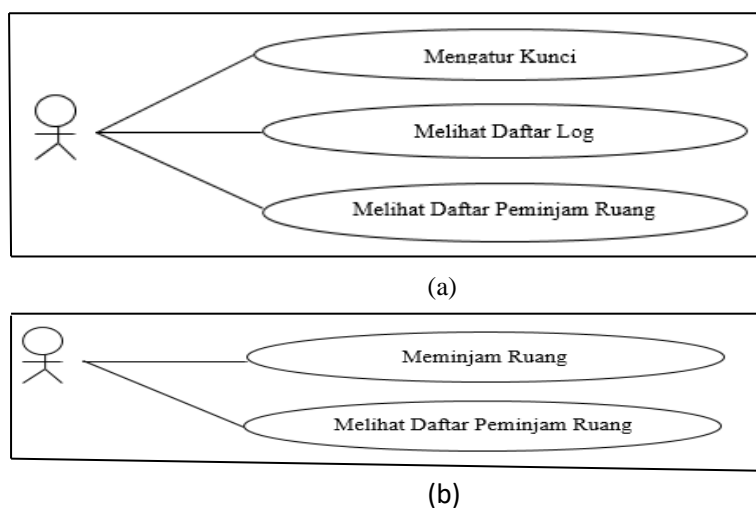 Mengatur Kunci
Melihat Daftar Log
Melihat Daftar Peminjam Ruang
(a)
Meminjam Ruang
Melihat Daftar Peminjam Ruang
(b)